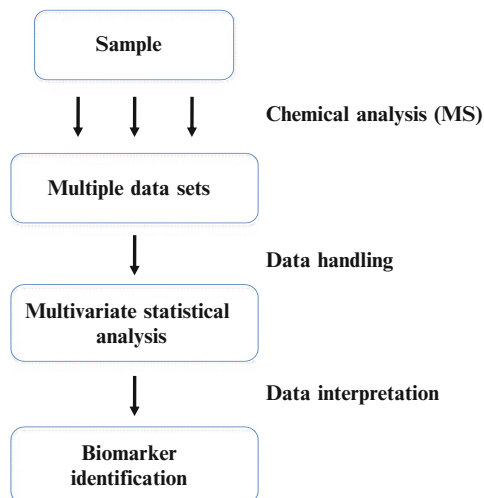 Sample
Chemical analysis (MS)
Multiple data sets
Data handling
Multivariate statistical
analysis
Data interpretation
Biomarker
identification